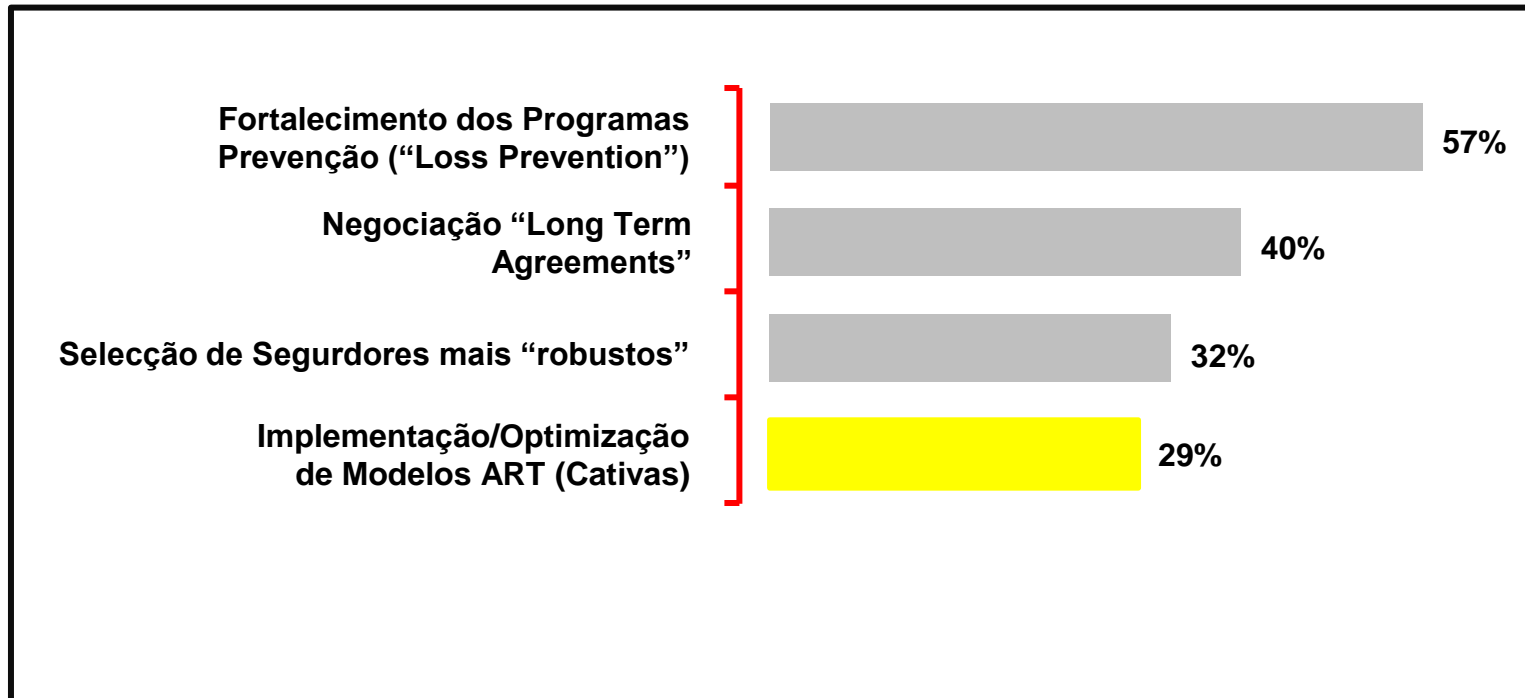 Fortalecimento dos Programas
Prevenção (“Loss Prevention”)
57%
Negociação “Long Term
Agreements”
40%
Selecção de Segurdores mais “robustos”
32%
Implementação/Optimização
de Modelos ART (Cativas)
29%